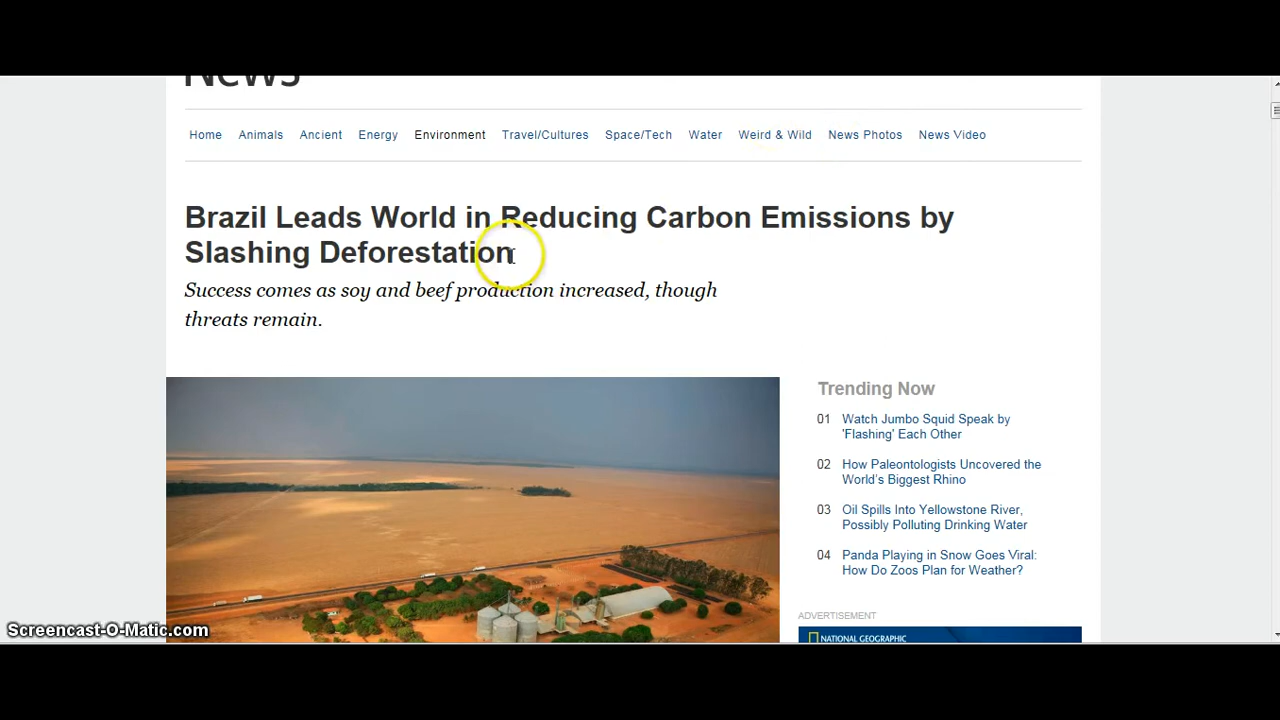 News
Home Animals Ancient Energy Environment Travel/Cultures Space/Tech Water Weird & Wild News Photos News Video
Brazil Leads World in Reducing Carbon Emissions by
Slashing Deforestation
Success comes as soy and beef production increased, though
threats remain.
Trending Now
01 Watch Jumbo Squid Speak by
'Flashing' Each Other
02 How Paleontologists Uncovered the
World's Biggest Rhino
03 Oil Spills Into Yellowstone River,
Possibly Polluting Drinking Water
04 Panda Playing in Snow Goes Viral:
How Do Zoos Plan for Weather?
ADVERTISEMENT
NATIONAL GEOGRAPHIC
Screencast-O-Matic.com